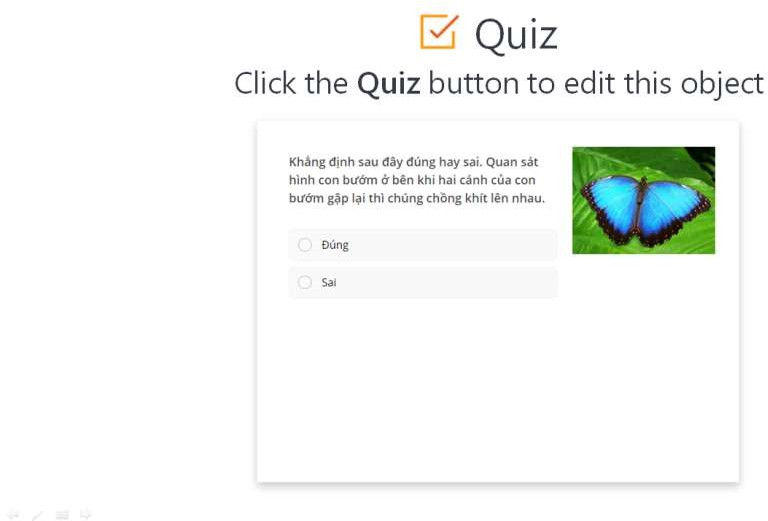 Quiz
Click the Quiz button to edit this object
Khẳng định sau đây đúng hay sai. Quan sát
hình con bướm ở bên khi hai cánh của con
bướm gập lại thì chúng chồng khít lên nhau.
Đúng
Sai